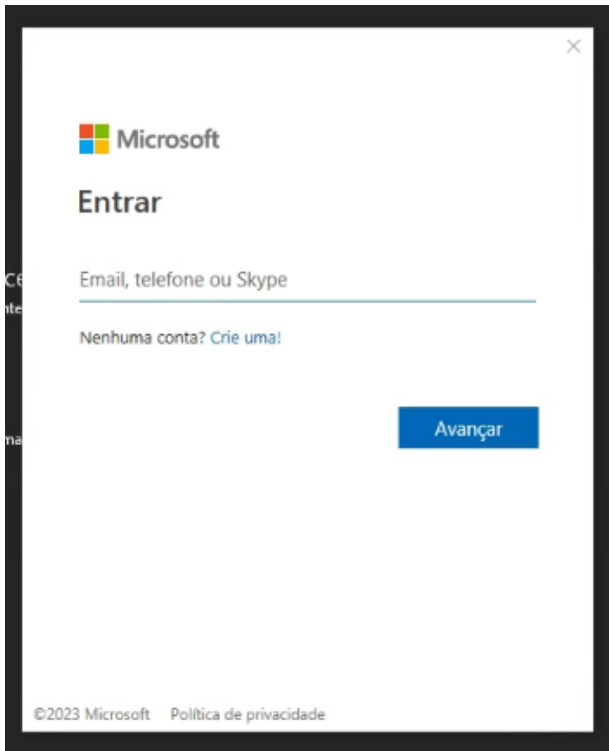 Microsoft
Entrar
Email, telefone ou Skype
Nenhuma conta? Crie uma!
Avançar
©2023 Microsoft Política de privacidade